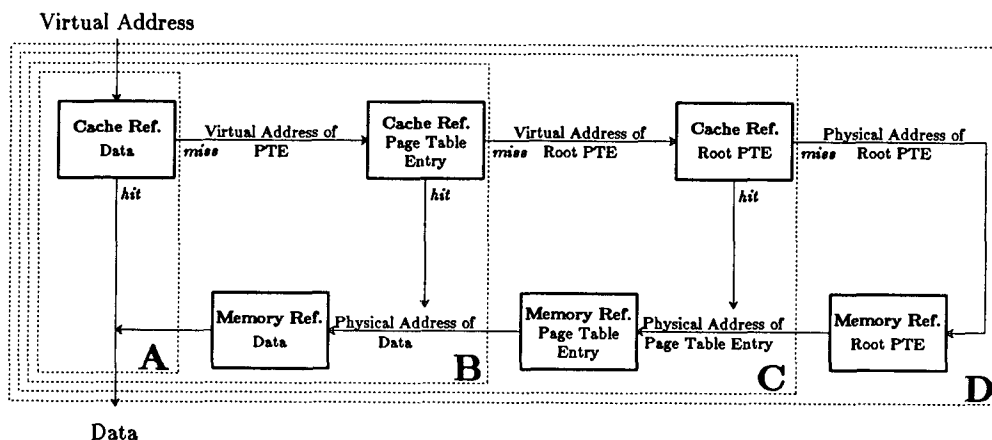 Virtual Address
Cache Ref.
Data
miss
Virtual Address of
PTE
Cache Ref.
Page Table
Entry
miss
Virtual Address of
Root PTE
Cache Ref.
Root PTE
miss
Physical Address of
Root PTE
hit
hit
hit
Memory Ref.
Data
Physical Address of
Data
Memory Ref.
Page Table
Entry
Physical Address of
Page Table Entry
Memory Ref.
Root PTE
A
B
C
D
Data